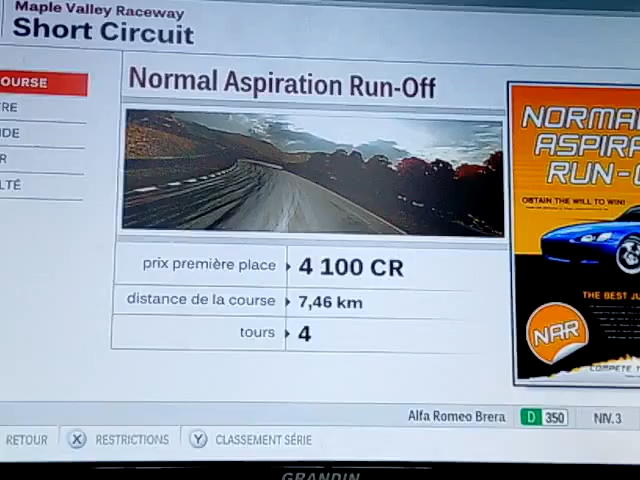 Maple Valley Raceway
Short Circuit
OURSE
RE
DE
R
LTÉ
Normal Aspiration Run-Off
prix première place 4 100 CR
distance de la course 7,46 km
tours 4
NORMA
ASPIRA
RUN-O
OBTAIN THE WILL TO WIN!
THE BEST JU
NAR
COMPETE T
Alfa Romeo Brera D 350 NIV. 3
RETOUR X RESTRICTIONS Y CLASSEMENT SÉRIE
GRANDIN